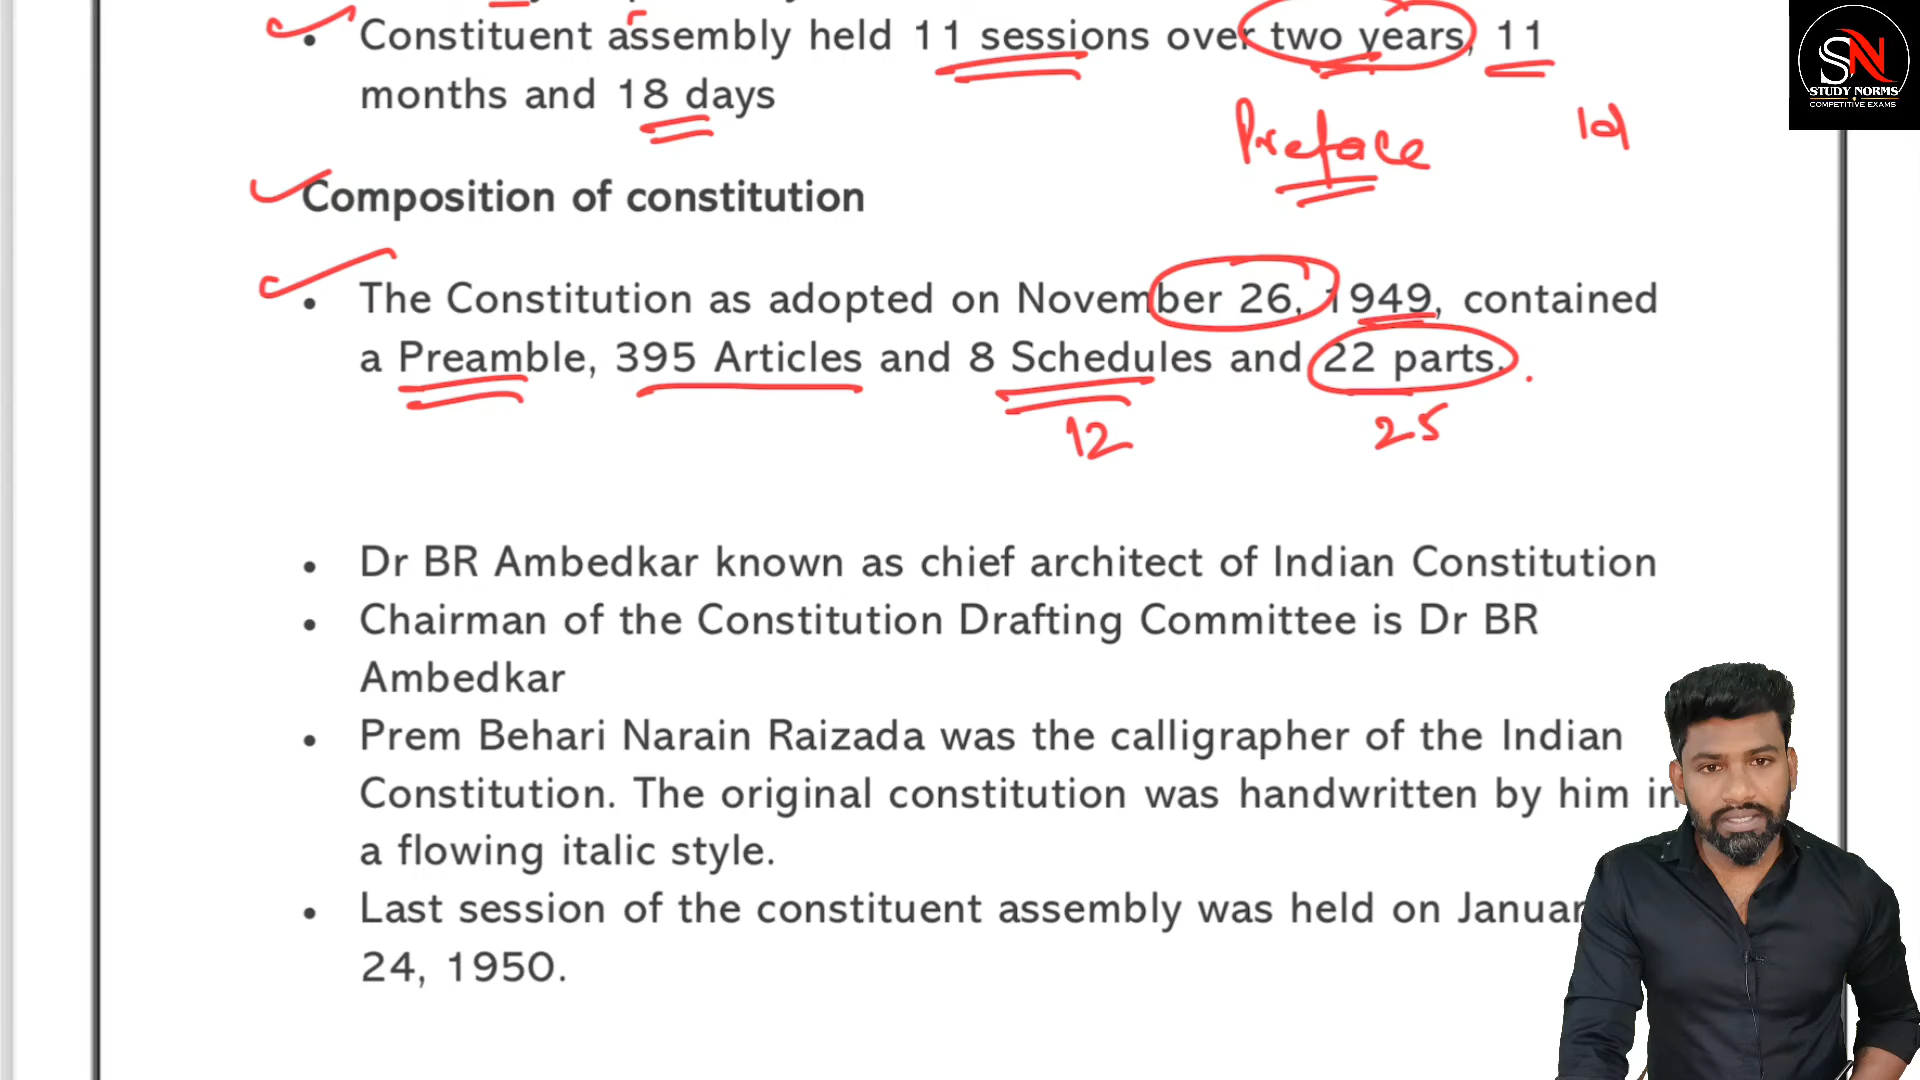 Constituent assembly held 11 sessions over two years, 11
months and 18 days
SN
STUDY NORMS
COMPETITIVE EXAMS
Preface
Composition of constitution
The Constitution as adopted on November 26, 1949, contained
a Preamble, 395 Articles and 8 Schedules and 22 parts.
12
25
Dr BR Ambedkar known as chief architect of Indian Constitution
Chairman of the Constitution Drafting Committee is Dr BR
Ambedkar
Prem Behari Narain Raizada was the calligrapher of the Indian
Constitution. The original constitution was handwritten by him in
a flowing italic style.
Last session of the constituent assembly was held on Januar
24, 1950.